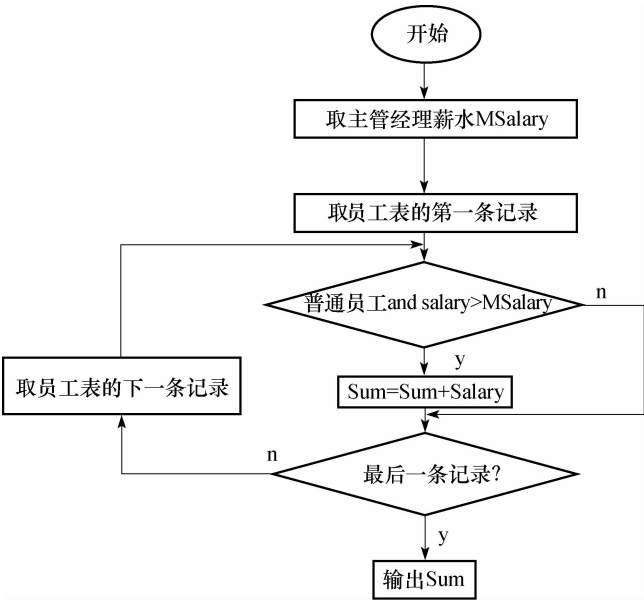 开始
取主管经理薪水MSalary
取员工表的第一条记录
普通员工and salary>MSalary
n
y
取员工表的下一条记录
Sum=Sum+Salary
n
最后一条记录?
y
输出Sum